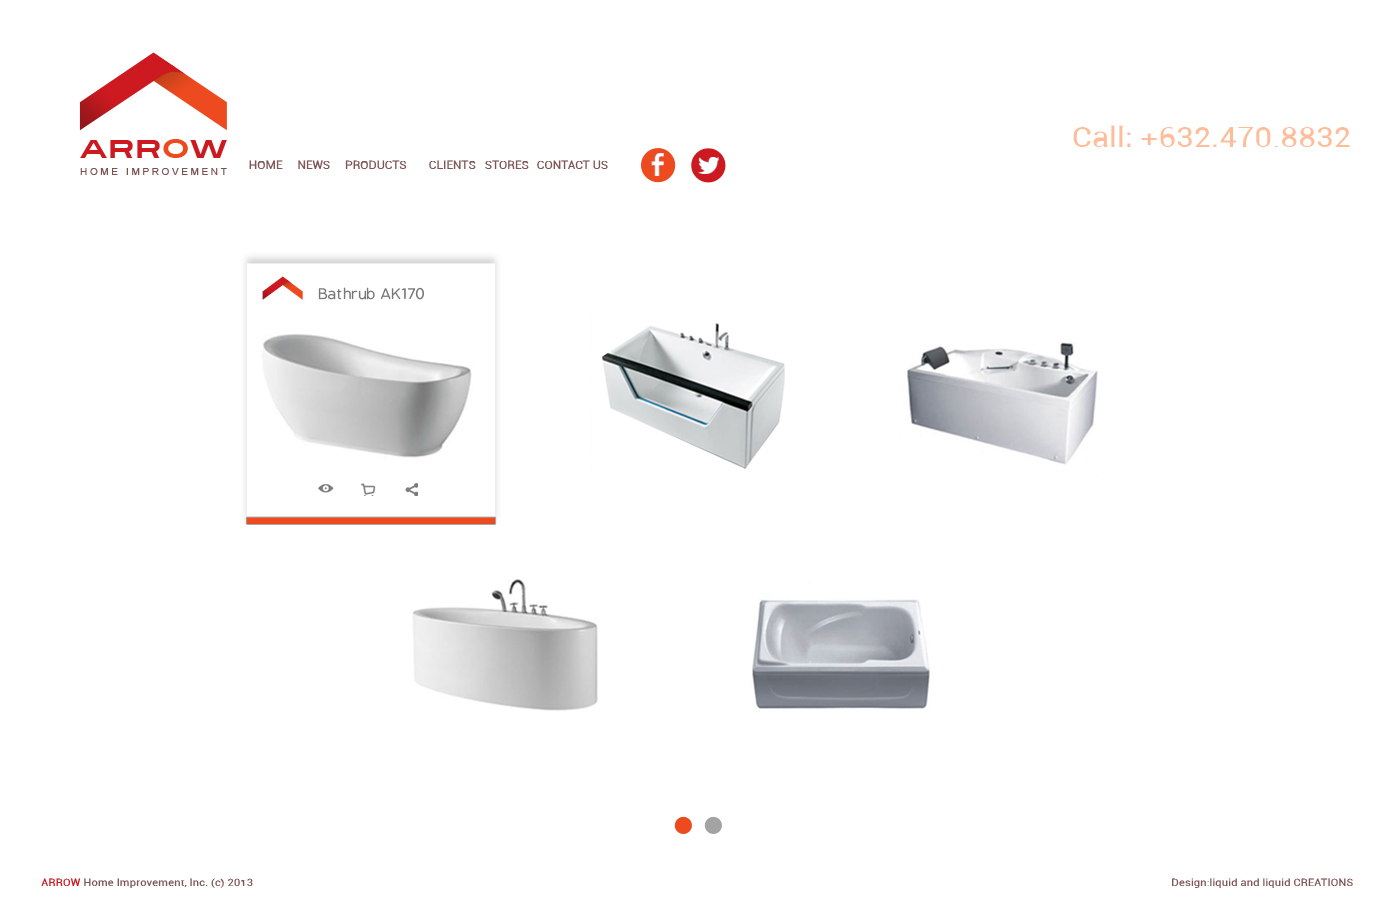 ARROW
HOME IMPROVEMENT
HOME NEWS PRODUCTS CLIENTS STORES CONTACT US
Call: +632.470.8832
Bathrub AK170
ARROW Home Improvement, Inc. (c) 2013
Design:liquid and liquid CREATIONS